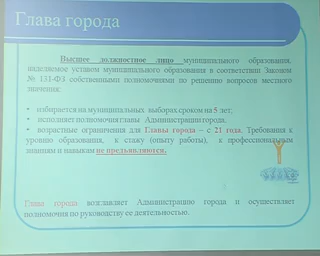 Глава города
Высшее должностное лицо муниципального образования,
наделяемое уставом муниципального образования в соответствии Законом
№ 131-ФЗ собственными полномочиями по решению вопросов местного
значения:
• избирается на муниципальных выборах сроком на 5 лет;
• исполняет полномочия главы Администрации города;
• возрастные ограничения для Главы города – с 21 года. Требования к
уровню образования, к стажу (опыту работы), к профессиональным
знаниям и навыкам не предъявляются.
Глава города возглавляет Администрацию города и осуществляет
полномочия по руководству ее деятельностью.